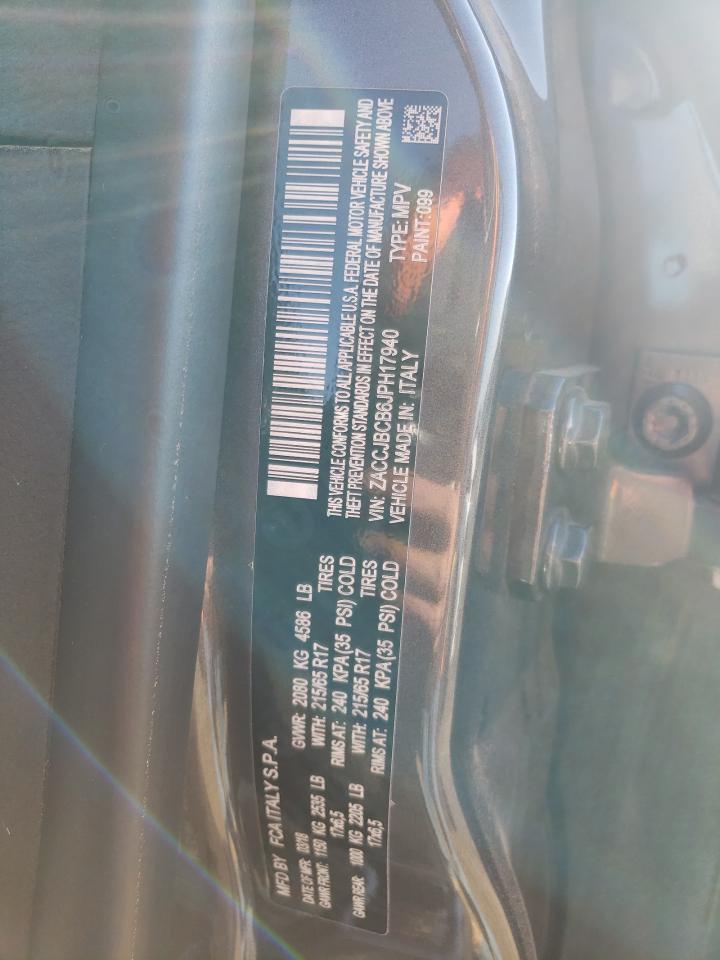 MFD BY FCA ITALY S.P.A.
DATE OF MFR: 03/18 GVWR: 2080 KG 4586 LB
GAWR FRONT: 1150 KG 2535 LB WITH: 215/65 R17 TIRES
17x6,5 RIMS AT: 240 KPA(35 PSI) COLD
GAWR REAR: 1000 KG 2205 LB WITH: 215/65 R17 TIRES
17x6,5 RIMS AT: 240 KPA(35 PSI) COLD
THIS VEHICLE CONFORMS TO ALL APPLICABLE U.S.A. FEDERAL MOTOR VEHICLE SAFETY AND
THEFT PREVENTION STANDARDS IN EFFECT ON THE DATE OF MANUFACTURE SHOWN ABOVE
VIN: ZACCJBCB6JPH17940 TYPE: MPV
VEHICLE MADE IN: ITALY PAINT: 099